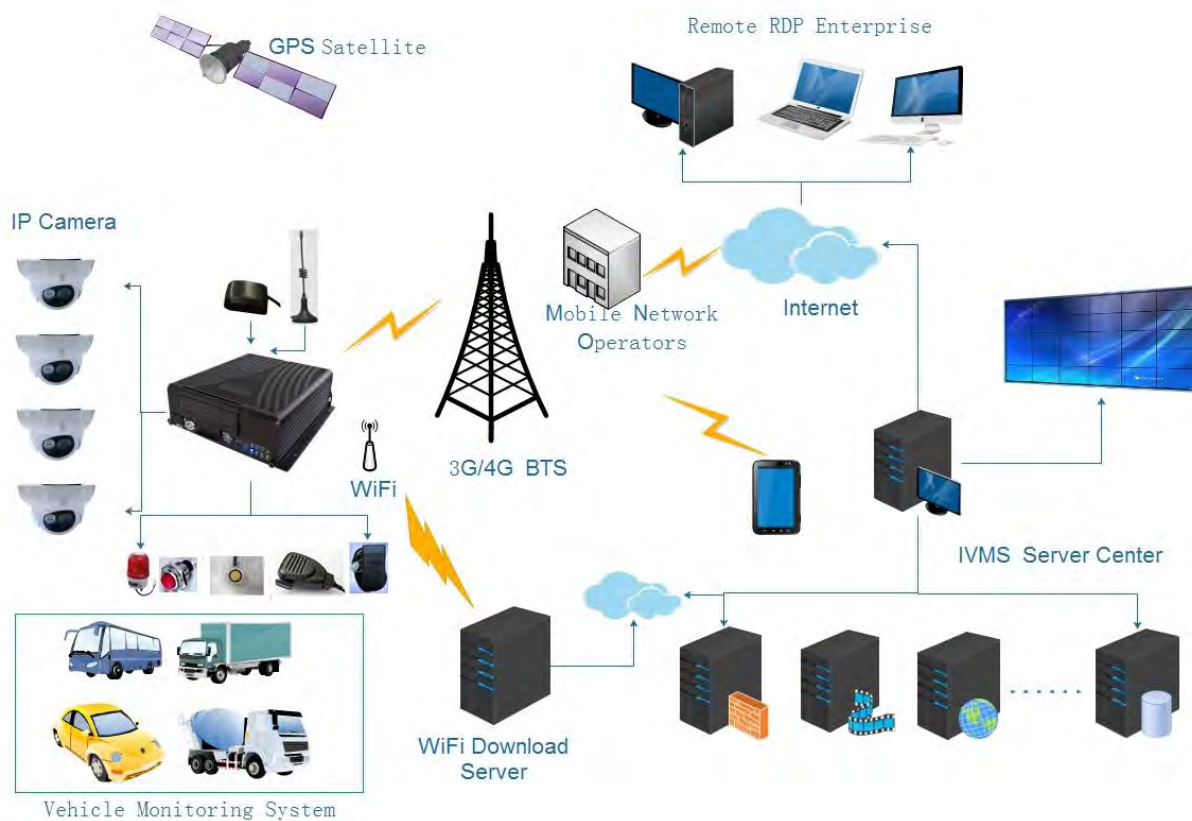 GPS Satellite
Remote RDP Enterprise
IP Camera
Internet
Mobile Network
Operators
3G/4G BTS
WiFi
IVMS Server Center
WiFi Download
Server
Vehicle Monitoring System